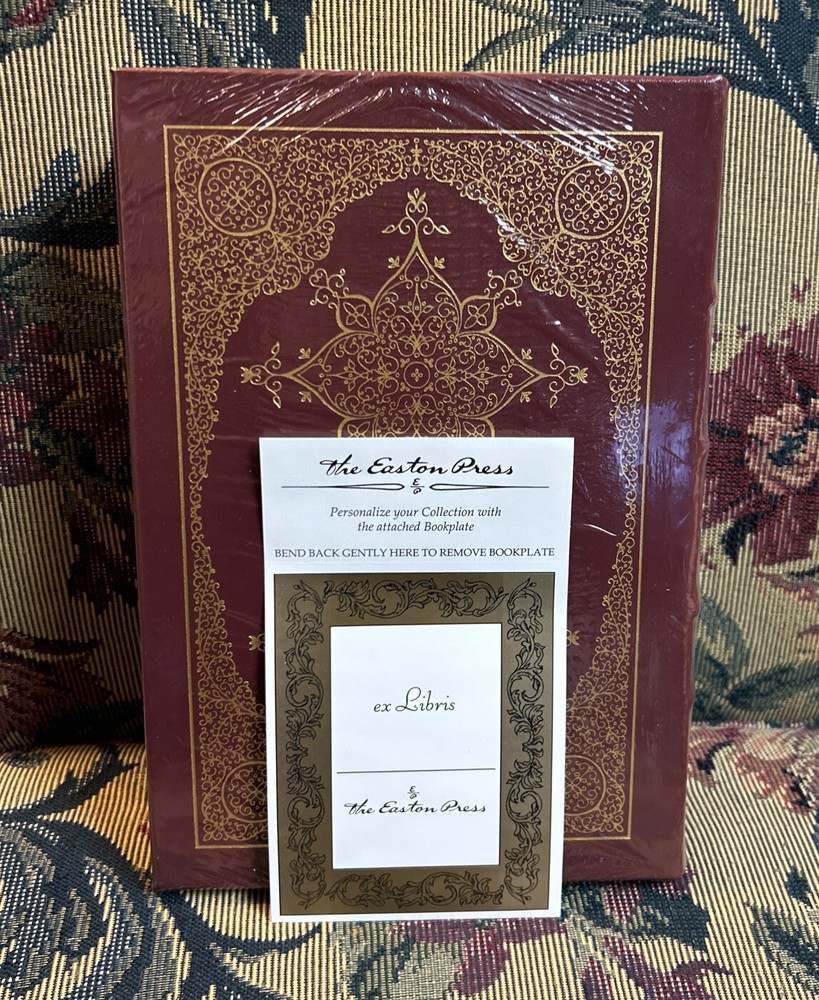 The Easton Press
Personalize your Collection with
the attached Bookplate
BEND BACK GENTLY HERE TO REMOVE BOOKPLATE
ex Libris
The Easton Press